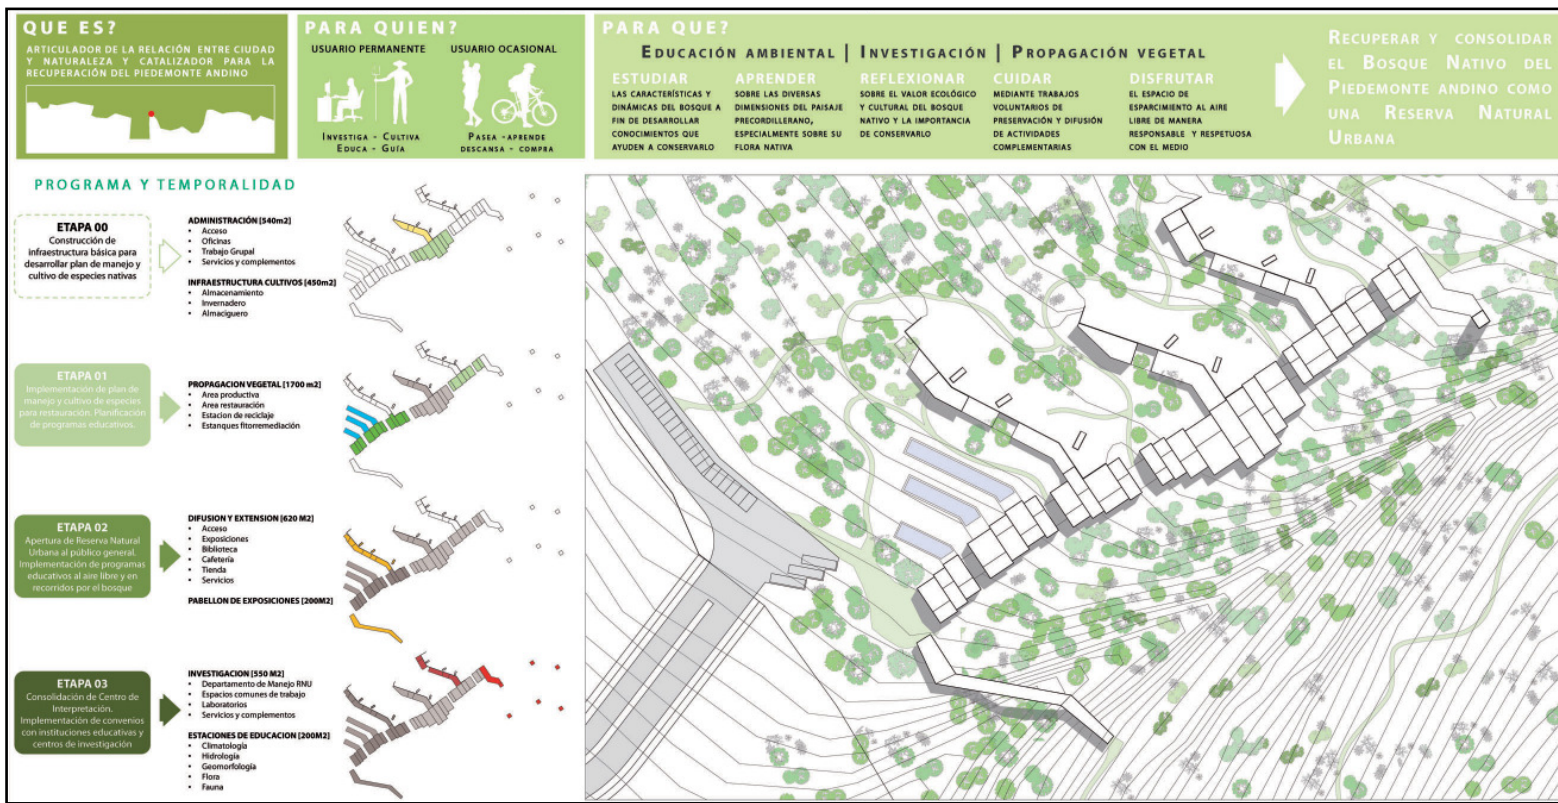 QUE ES?
ARTICULADOR DE LA RELACIÓN ENTRE CIUDAD
Y NATURALEZA Y CATALIZADOR PARA LA
RECUPERACIÓN DEL PIEDEMONTE ANDINO
PARA QUIEN?
USUARIO PERMANENTE
INVESTIGA - CULTIVA
EDUCA - GUÍA
USUARIO OCASIONAL
PASEA -APRENDE
DESCANSA - COMPRA
PARA QUE?
EDUCACIÓN AMBIENTAL | INVESTIGACIÓN | PROPAGACIÓN VEGETAL
ESTUDIAR
LAS CARACTERÍSTICAS Y
DINÁMICAS DEL BOSQUE A
FIN DE DESARROLLAR
CONOCIMIENTOS QUE
AYUDEN A CONSERVARLO
APRENDER
SOBRE LAS DIVERSAS
DIMENSIONES DEL PAISAJE
PRECORDILLERANO,
ESPECIALMENTE SOBRE SU
FLORA NATIVA
REFLEXIONAR
SOBRE EL VALOR ECOLÓGICO
Y CULTURAL DEL BOSQUE
NATIVO Y LA IMPORTANCIA
DE CONSERVARLO
CUIDAR
MEDIANTE TRABAJOS
VOLUNTARIOS DE
PRESERVACIÓN Y DIFUSIÓN
DE ACTIVIDADES
COMPLEMENTARIAS
DISFRUTAR
EL ESPACIO DE
ESPARCIMIENTO AL AIRE
LIBRE DE MANERA
RESPONSABLE Y RESPETUOSA
CON EL MEDIO
RECUPERAR Y CONSOLIDAR
EL BOSQUE NATIVO DEL
PIEDEMONTE ANDINO COMO
UNA RESERVA NATURAL
URBANA
PROGRAMA Y TEMPORALIDAD
ETAPA 00
Construcción de
infraestructura básica para
desarrollar plan de manejo y
cultivo de especies nativas
ADMINISTRACIÓN [540m2]
• Acceso
• Oficinas
• Trabajo Grupal
• Servicios y complementos
INFRAESTRUCTURA CULTIVOS [450m2]
• Almacenamiento
• Invernadero
• Almaciguero
ETAPA 01
Implementación de plan de
manejo y cultivo de especies
para restauración. Planificación
de programas educativos.
PROPAGACION VEGETAL [1700 m2]
• Area productiva
• Area restauración
• Estacion de reciclaje
• Estanques fitorremediación
ETAPA 02
Apertura de Reserva Natural
Urbana al público general.
Implementación de programas
educativos al aire libre y en
recorridos por el bosque
DIFUSION Y EXTENSION [620 M2]
• Acceso
• Exposiciones
• Biblioteca
• Cafetería
• Tienda
• Servicios
PABELLON DE EXPOSICIONES [200M2]
ETAPA 03
Consolidación de Centro de
Interpretación.
Implementación de convenios
con instituciones educativas y
centros de investigación
INVESTIGACION [550 M2]
• Departamento de Manejo RNU
• Espacios comunes de trabajo
• Laboratorios
• Servicios y complementos
ESTACIONES DE EDUCACION [200M2]
• Climatología
• Hidrología
• Geomorfología
• Flora
• Fauna